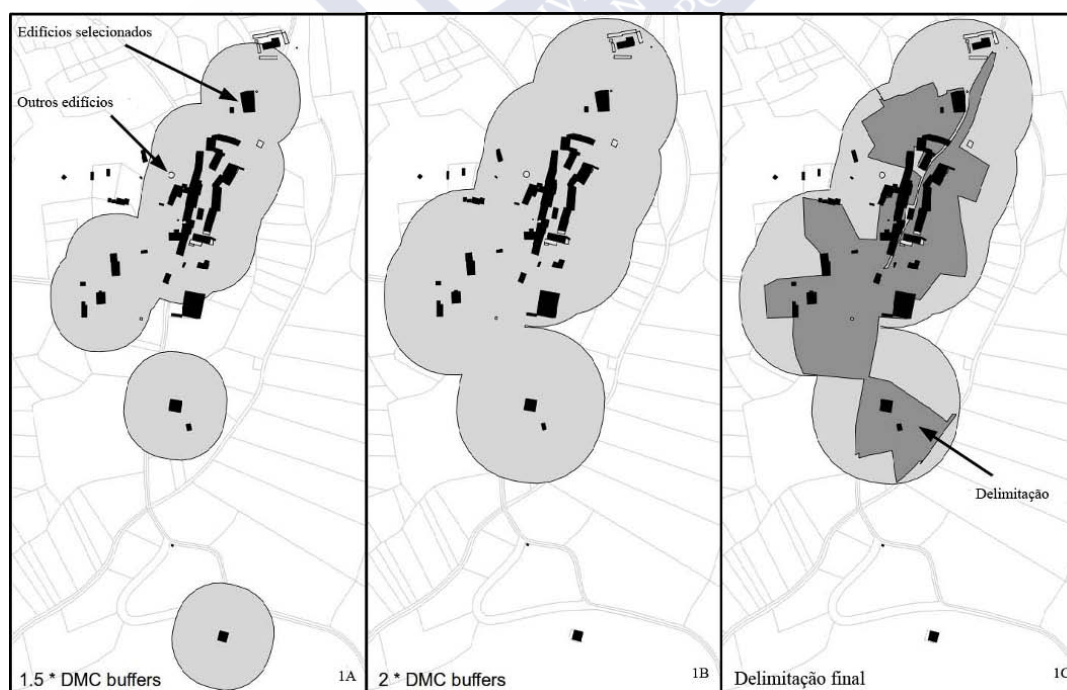 Edifícios selecionados
Outros edifícios
1.5 * DMC buffers
1A
2 * DMC buffers
1B
Delimitação
Delimitação final
1C